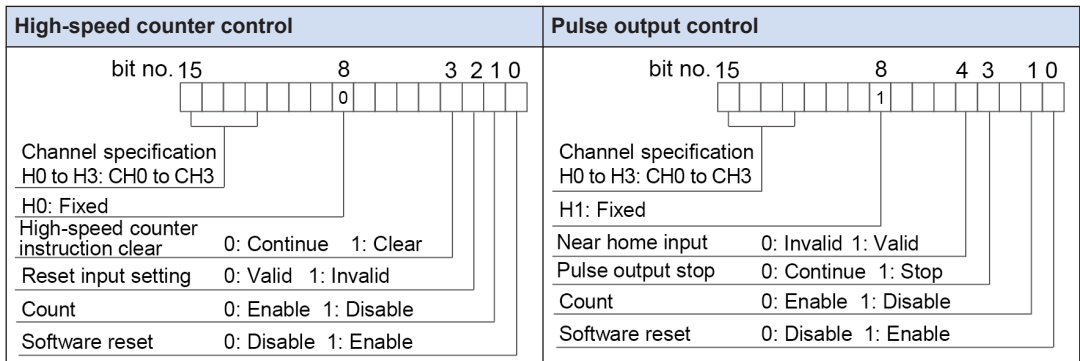 High-speed counter control
bit no. 15 8 3 2 1 0
0
Channel specification
H0 to H3: CH0 to CH3
H0: Fixed
High-speed counter
instruction clear 0: Continue 1: Clear
Reset input setting 0: Valid 1: Invalid
Count 0: Enable 1: Disable
Software reset 0: Disable 1: Enable
Pulse output control
bit no. 15 8 4 3 1 0
1
Channel specification
H0 to H3: CH0 to CH3
H1: Fixed
Near home input 0: Invalid 1: Valid
Pulse output stop 0: Continue 1: Stop
Count 0: Enable 1: Disable
Software reset 0: Disable 1: Enable